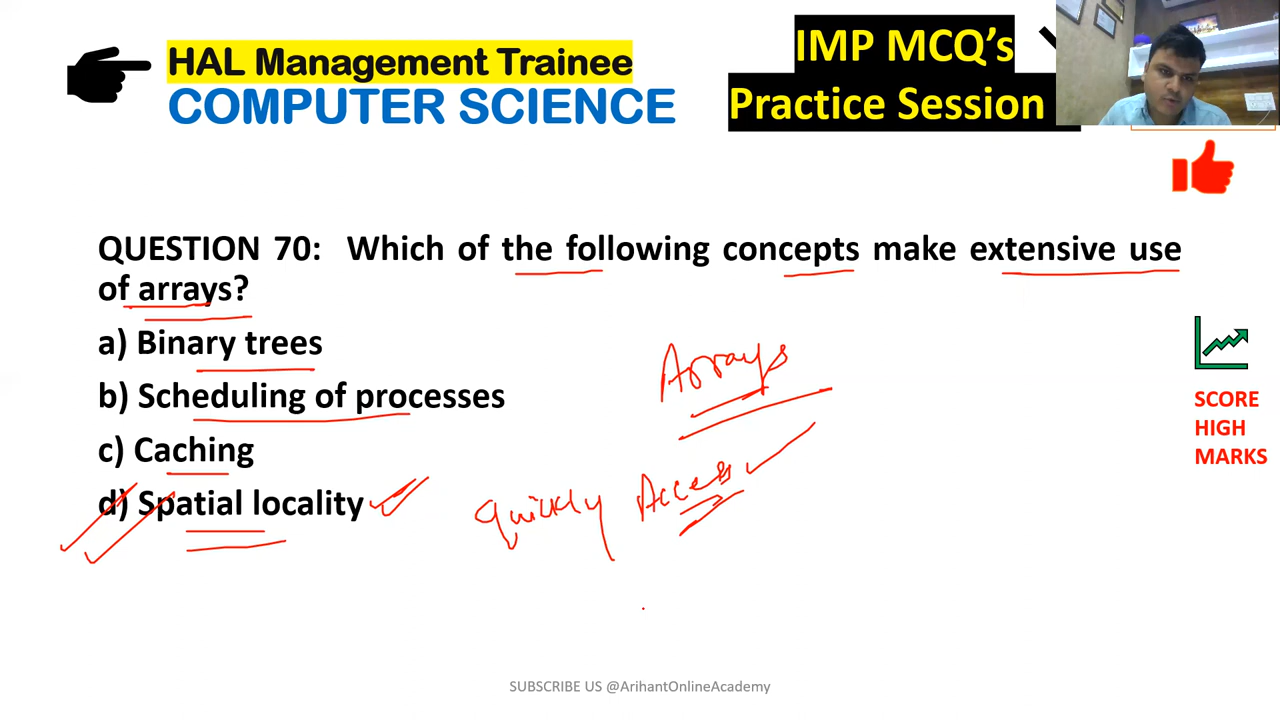 HAL Management Trainee
COMPUTER SCIENCE
IMP MCQ’s
Practice Session
QUESTION 70: Which of the following concepts make extensive use
of arrays?
a) Binary trees
b) Scheduling of processes
c) Caching
d) Spatial locality
Arrays
Quickly Access
SCORE
HIGH
MARKS
SUBSCRIBE US @ArihantOnlineAcademy